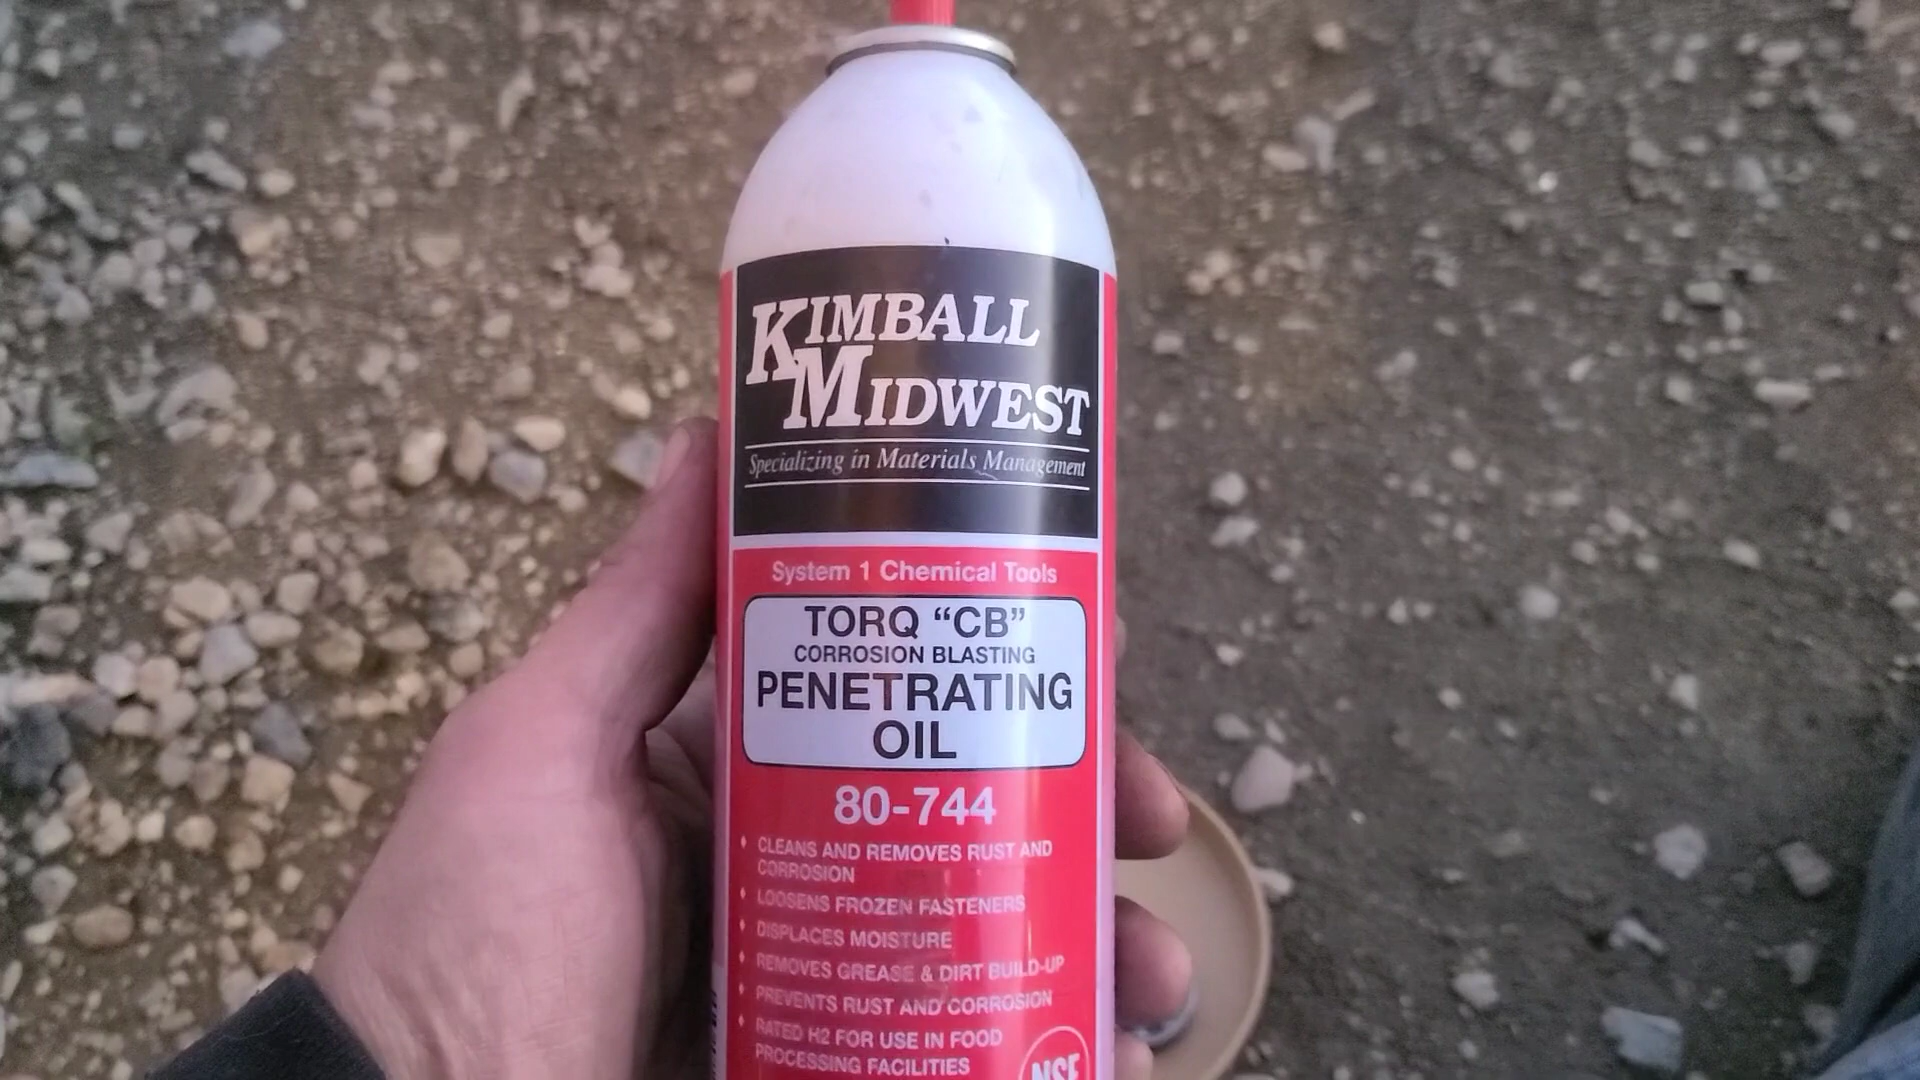 KIMBALL
MIDWEST
Specializing in Materials Management
System 1 Chemical Tools
TORQ “CB”
CORROSION BLASTING
PENETRATING
OIL
80-744
CLEANS AND REMOVES RUST AND
CORROSION
LOOSENS FROZEN FASTENERS
DISPLACES MOISTURE
REMOVES GREASE & DIRT BUILD-UP
PREVENTS RUST AND CORROSION
RATED H2 FOR USE IN FOOD
PROCESSING FACILITIES
NSF